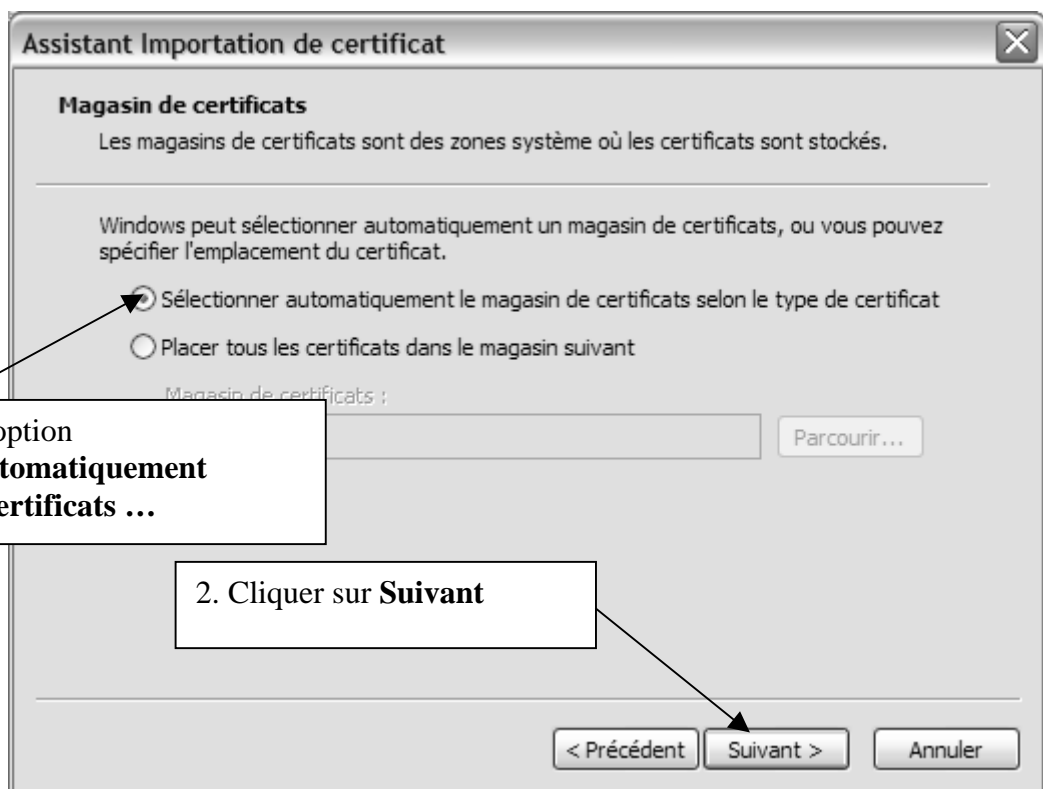 Assistant Importation de certificat
Magasin de certificats
Les magasins de certificats sont des zones système où les certificats sont stockés.
Windows peut sélectionner automatiquement un magasin de certificats, ou vous pouvez
spécifier l'emplacement du certificat.
Sélectionner automatiquement le magasin de certificats selon le type de certificat
Placer tous les certificats dans le magasin suivant
Magasin de certificats :
Parcourir...
option
tomatiquement
ertificats …
2. Cliquer sur Suivant
< Précédent
Suivant >
Annuler